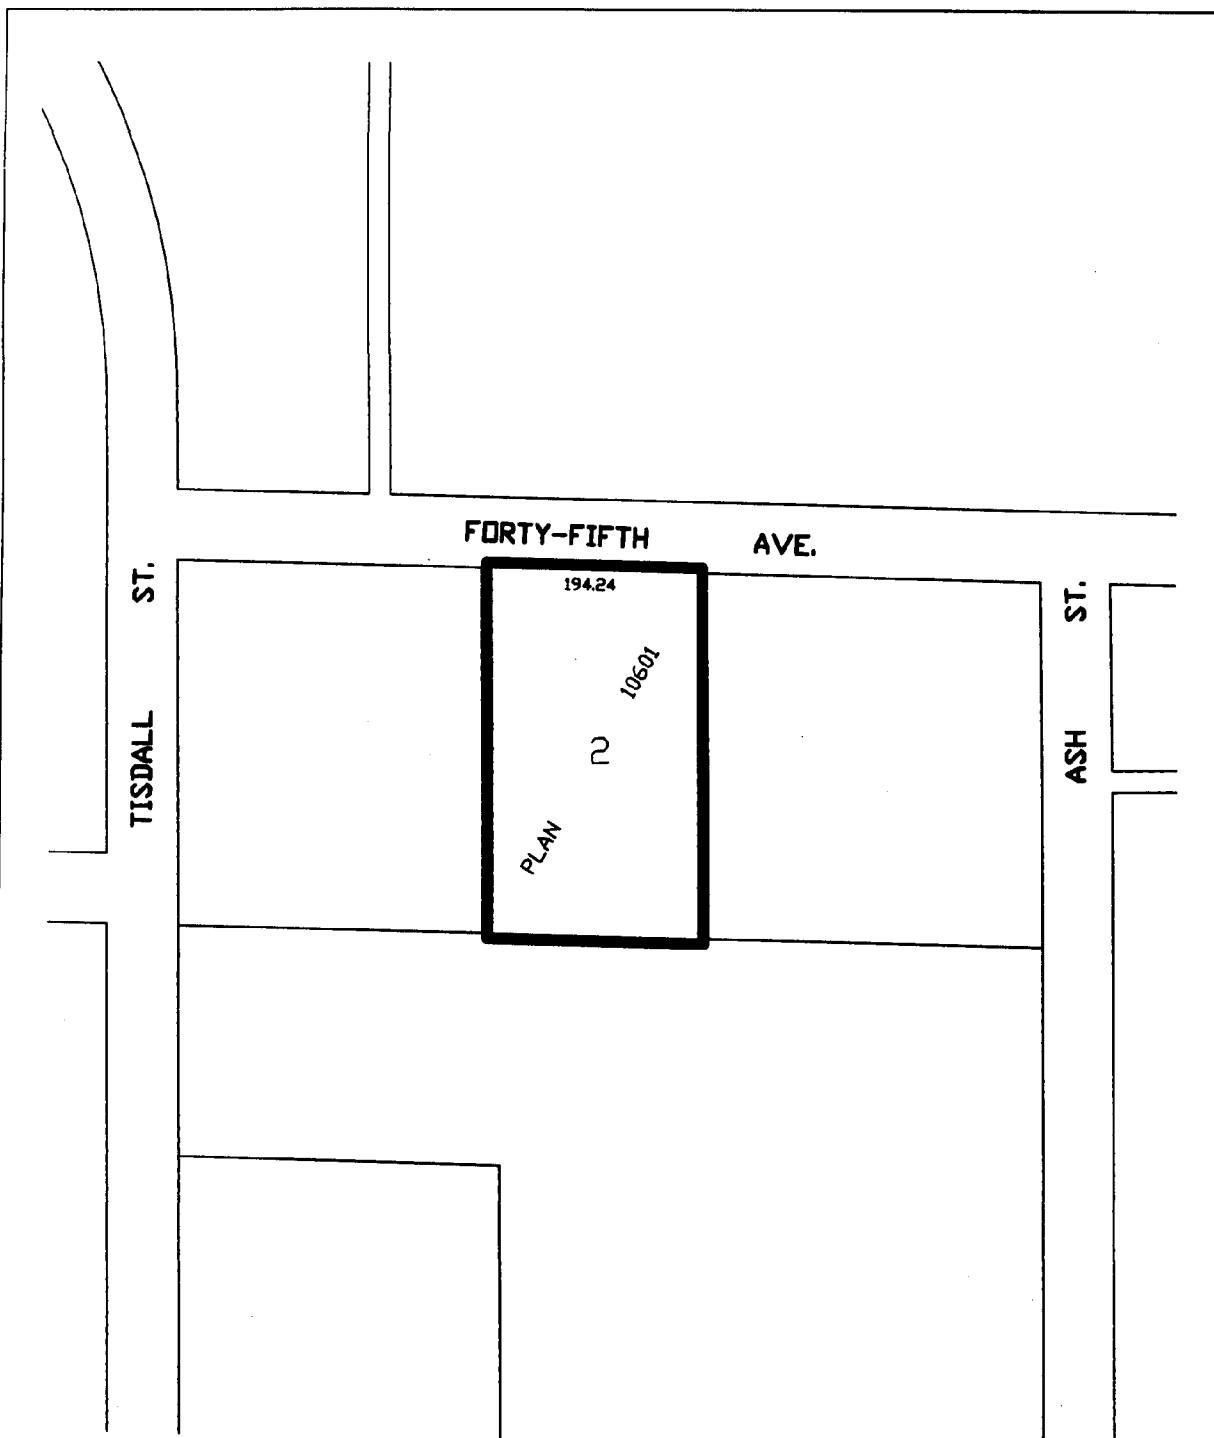 FORTY-FIFTH AVE.
194.24
TISDALL ST.
ASH ST.
PLAN 10601
2